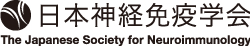 日本神経免疫学会
The Japanese Society for Neuroimmunology